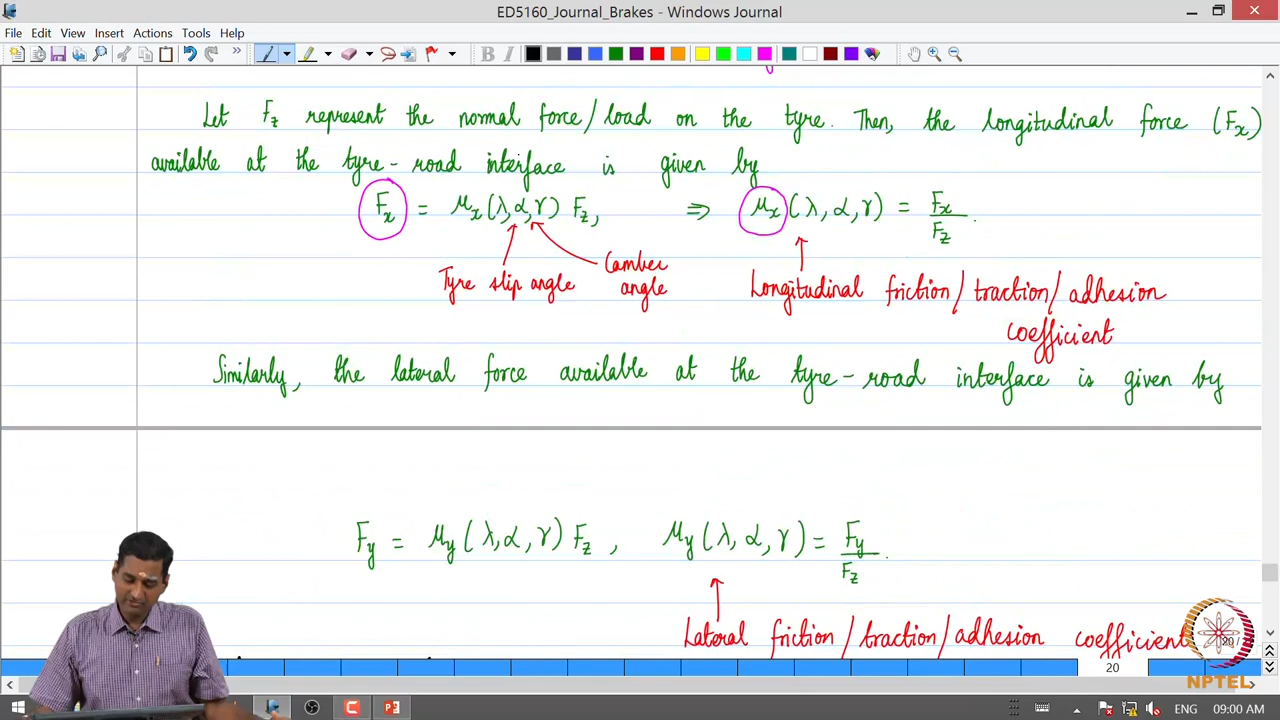 ED5160_Journal_Brakes - Windows Journal
File Edit View Insert Actions Tools Help
Let Fz represent the normal force/load on the tyre. Then, the longitudinal force (Fx)
available at the tyre-road interface is given by
Fx = μx(λ,α,γ) Fz, ⇒ μx(λ,α,γ) = Fx/Fz.
Tyre slip angle
Camber
angle
Longitudinal friction/traction/adhesion
coefficient
Similarly, the lateral force available at the tyre-road interface is given by
Fy = μy(λ,α,γ) Fz, μy(λ,α,γ) = Fy/Fz.
Lateral friction/traction/adhesion coefficient
20
NPTEL
ENG 09:00 AM